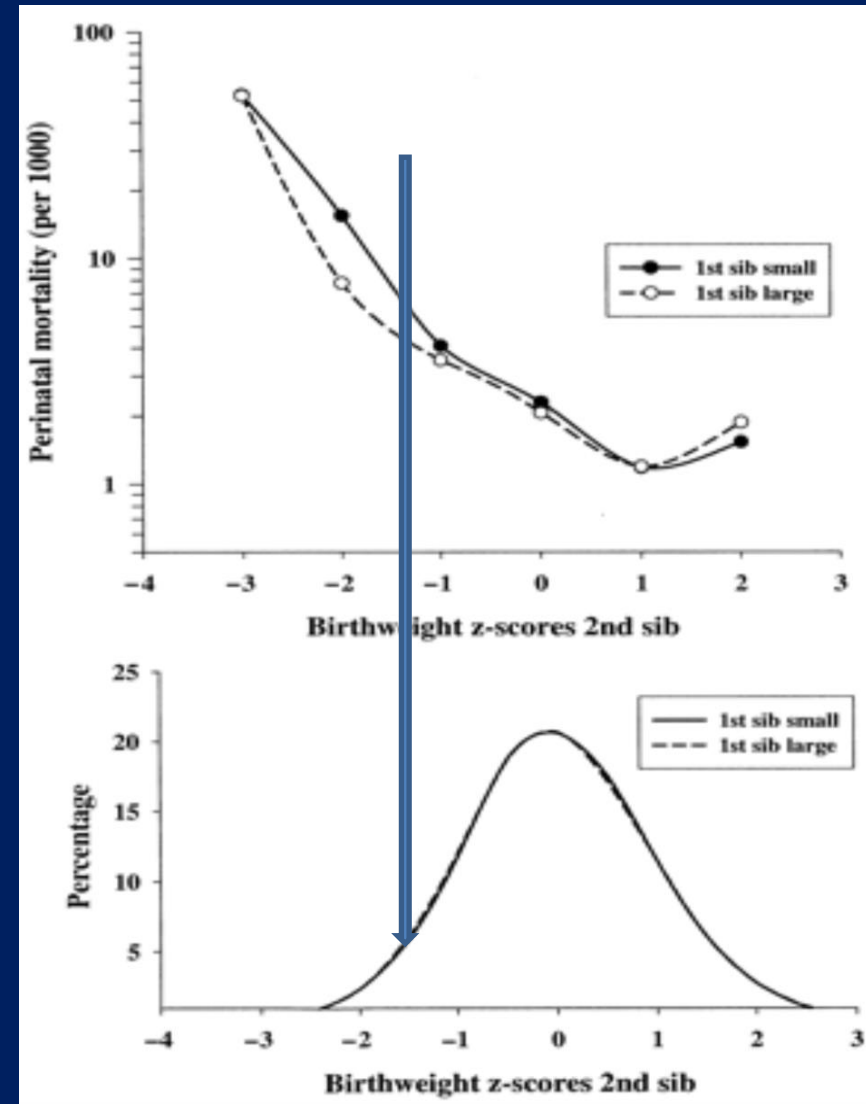 100
10
1
Perinatal mortality (per 1000)
1st sib small
1st sib large
−4 −3 −2 −1 0 1 2 3
Birthweight z-scores 2nd sib
25
20
15
10
5
Percentage
1st sib small
1st sib large
−4 −3 −2 −1 0 1 2 3
Birthweight z-scores 2nd sib